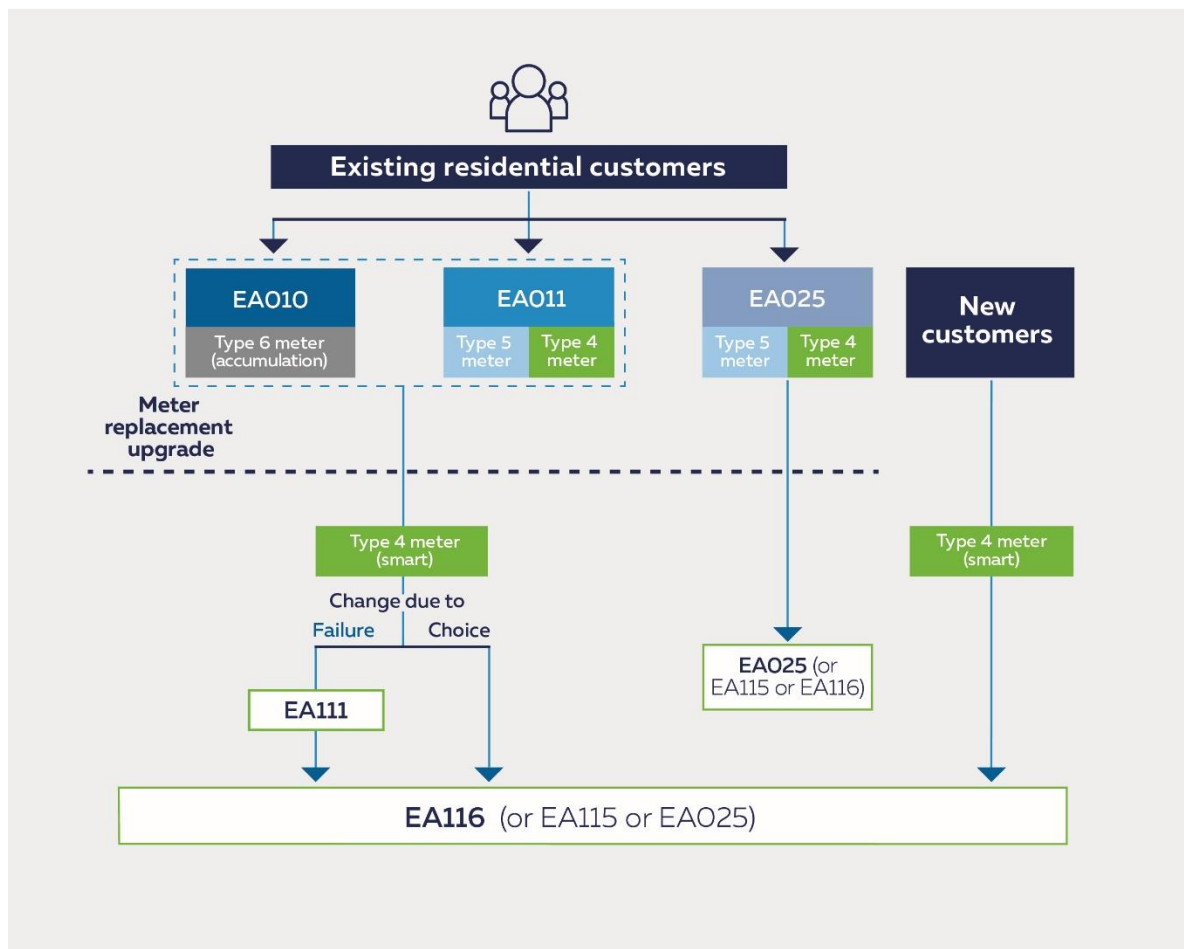 Existing residential customers
EA010
Type 6 meter
(accumulation)
EA011
Type 5
meter
Type 4
meter
EA025
Type 5
meter
Type 4
meter
New
customers
Meter
replacement
upgrade
Type 4 meter
(smart)
Type 4 meter
(smart)
Change due to
Failure
Choice
EA025 (or
EA115 or EA116)
EA111
EA116 (or EA115 or EA025)